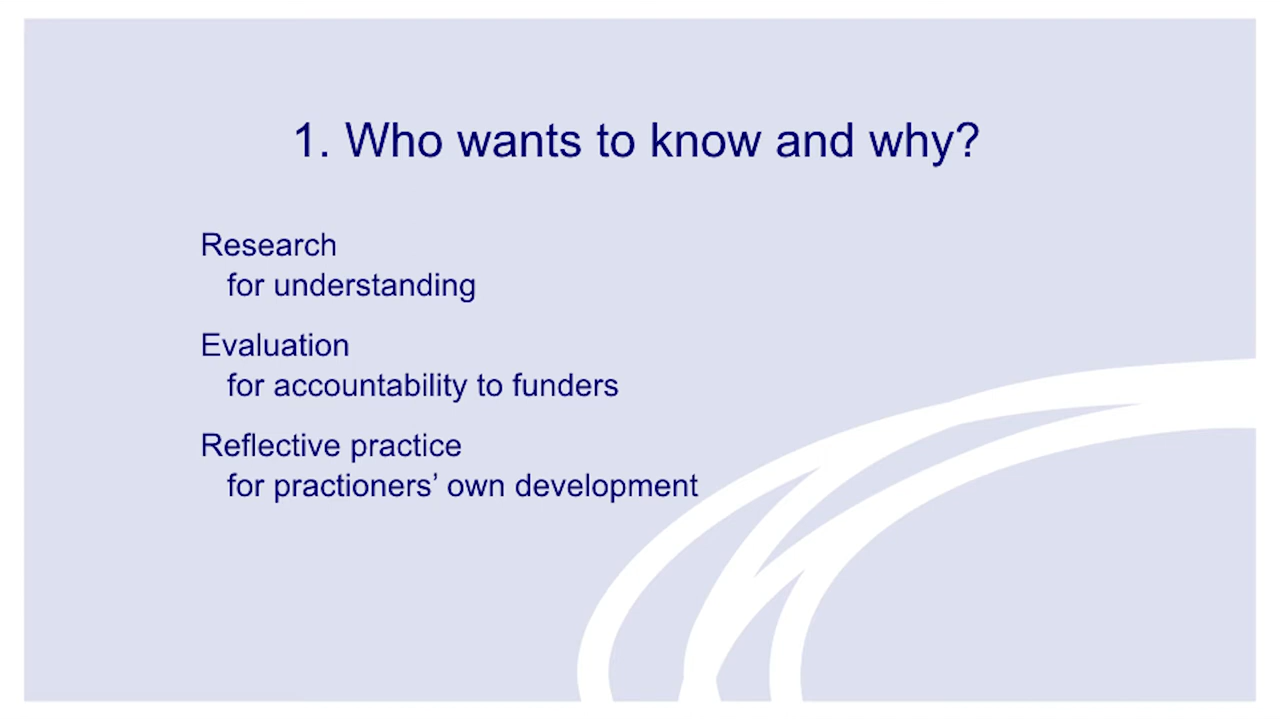 1. Who wants to know and why?
Research
for understanding
Evaluation
for accountability to funders
Reflective practice
for practioners’ own development